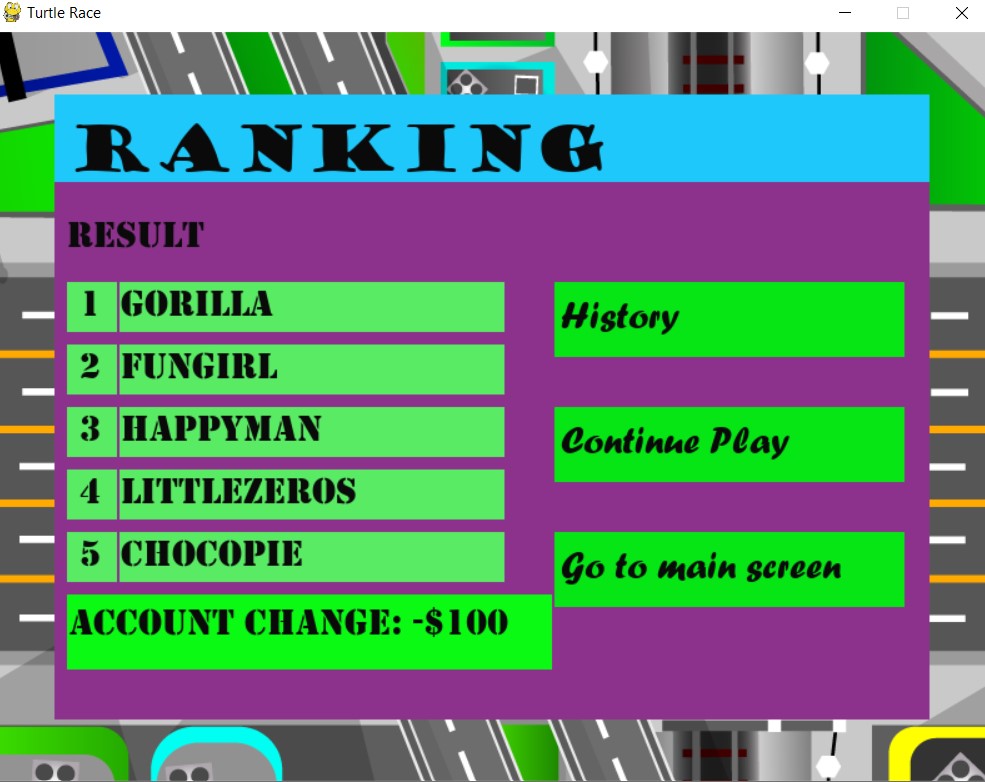 Turtle Race
RANKING
RESULT
1 GORILLA
2 FUNGIRL
3 HAPPYMAN
4 LITTLEZEROS
5 CHOCOPIE
ACCOUNT CHANGE: -$100
History
Continue Play
Go to main screen